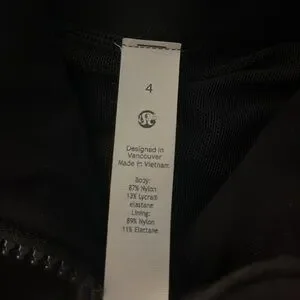 4
Designed in
Vancouver
Made in Vietnam
Body:
87% Nylon
13% Lycra®
elastane
Lining:
89% Nylon
11% Elastane